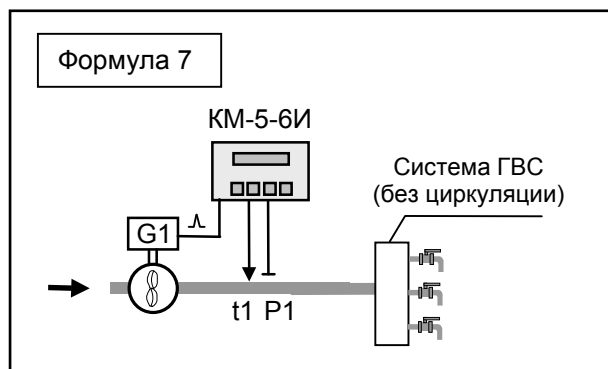 Формула 7
КМ-5-6И
Система ГВС
(без циркуляции)
G1
t1 P1